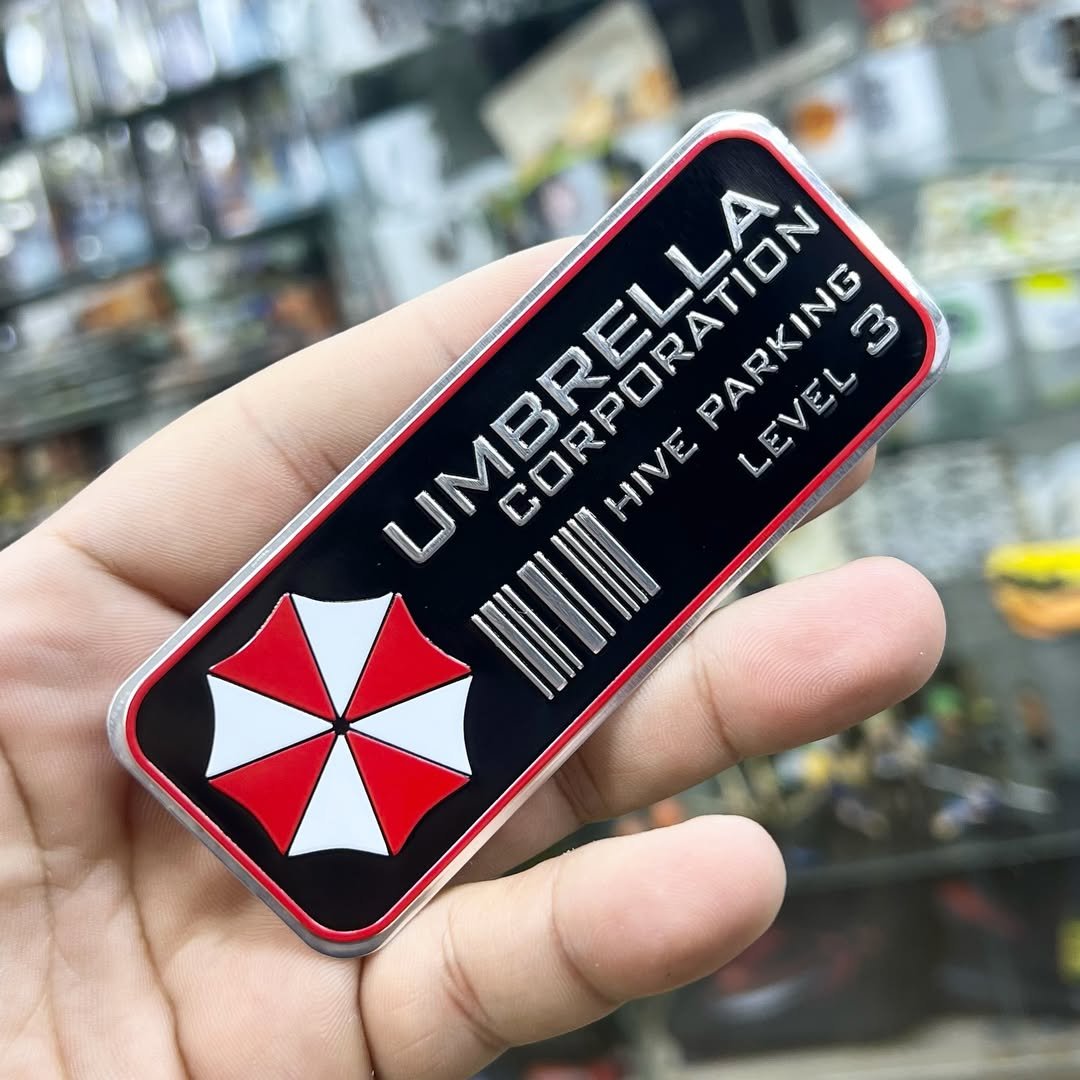 UMBRELLA
CORPORATION
HIVE PARKING
LEVEL 3